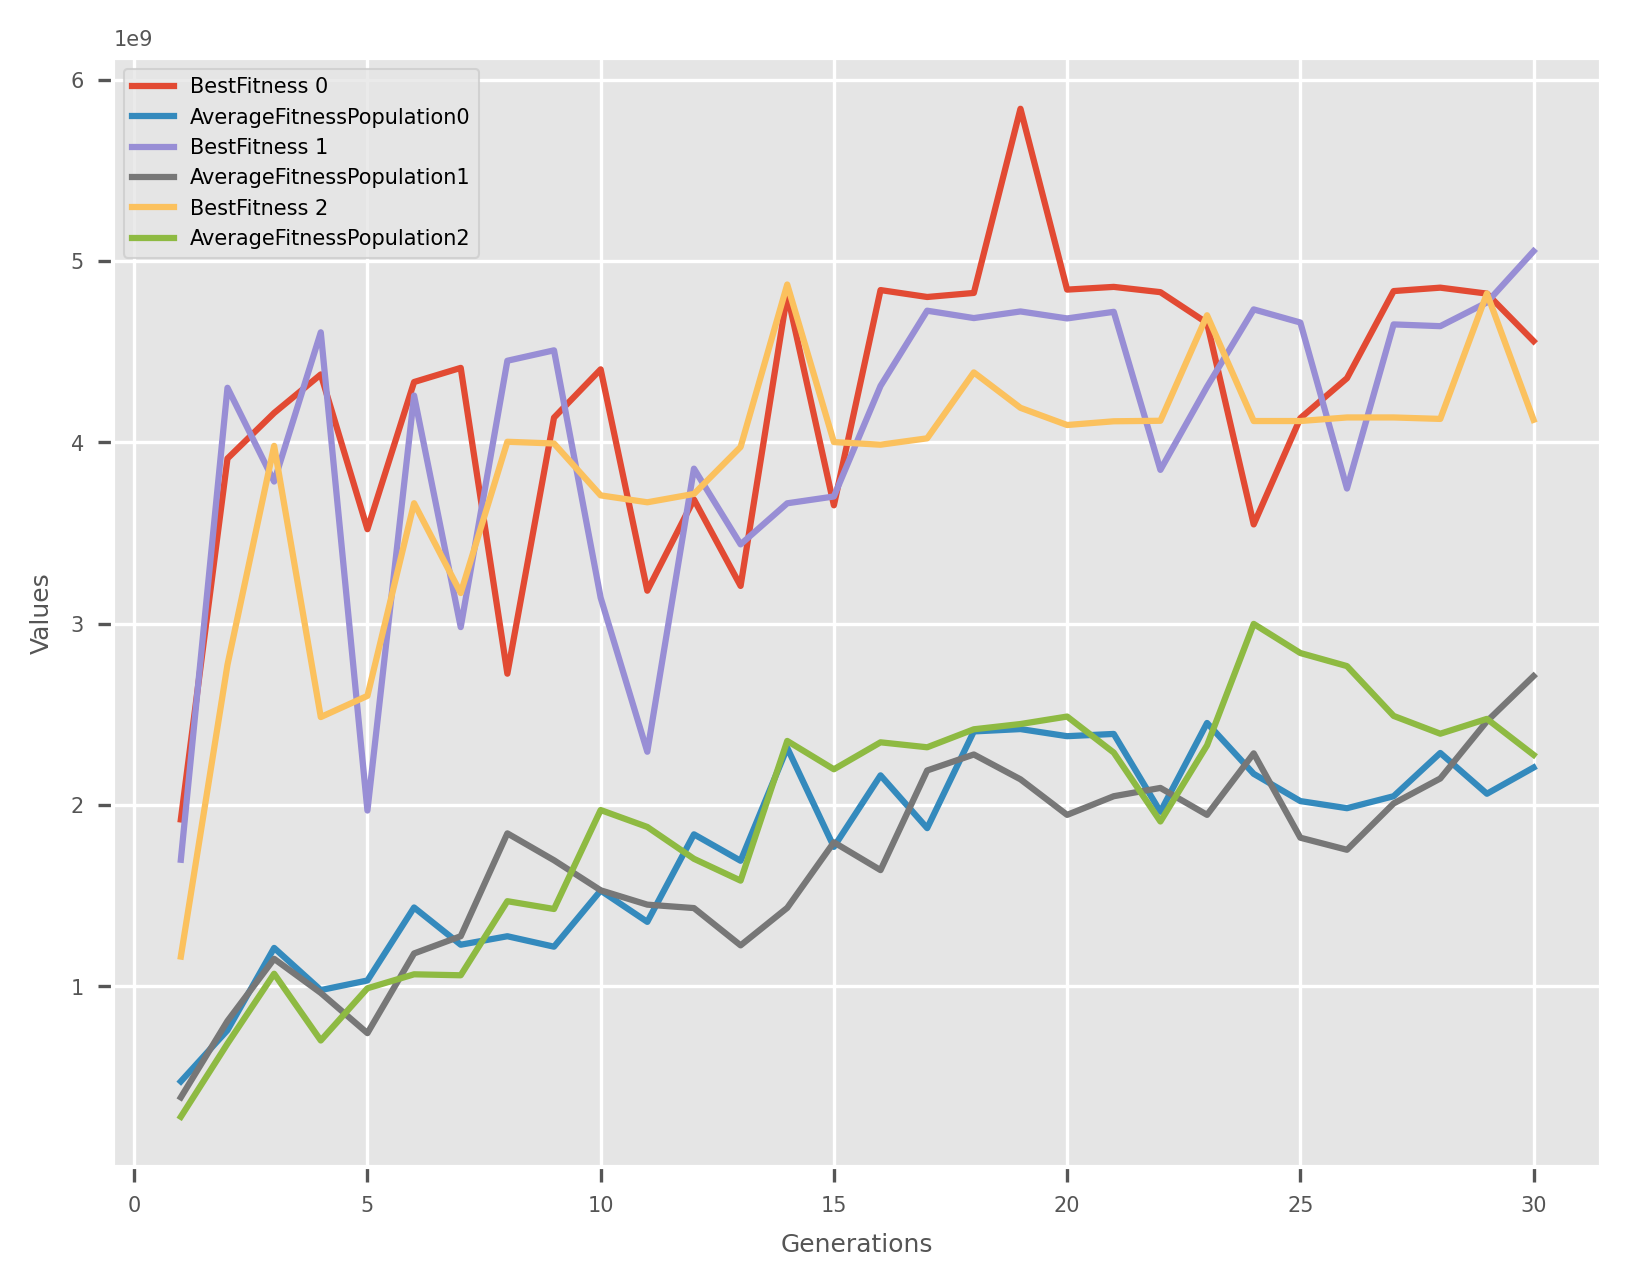 1e9
6
5
4
3
2
1
Values
BestFitness 0
AverageFitnessPopulation0
BestFitness 1
AverageFitnessPopulation1
BestFitness 2
AverageFitnessPopulation2
0 5 10 15 20 25 30
Generations